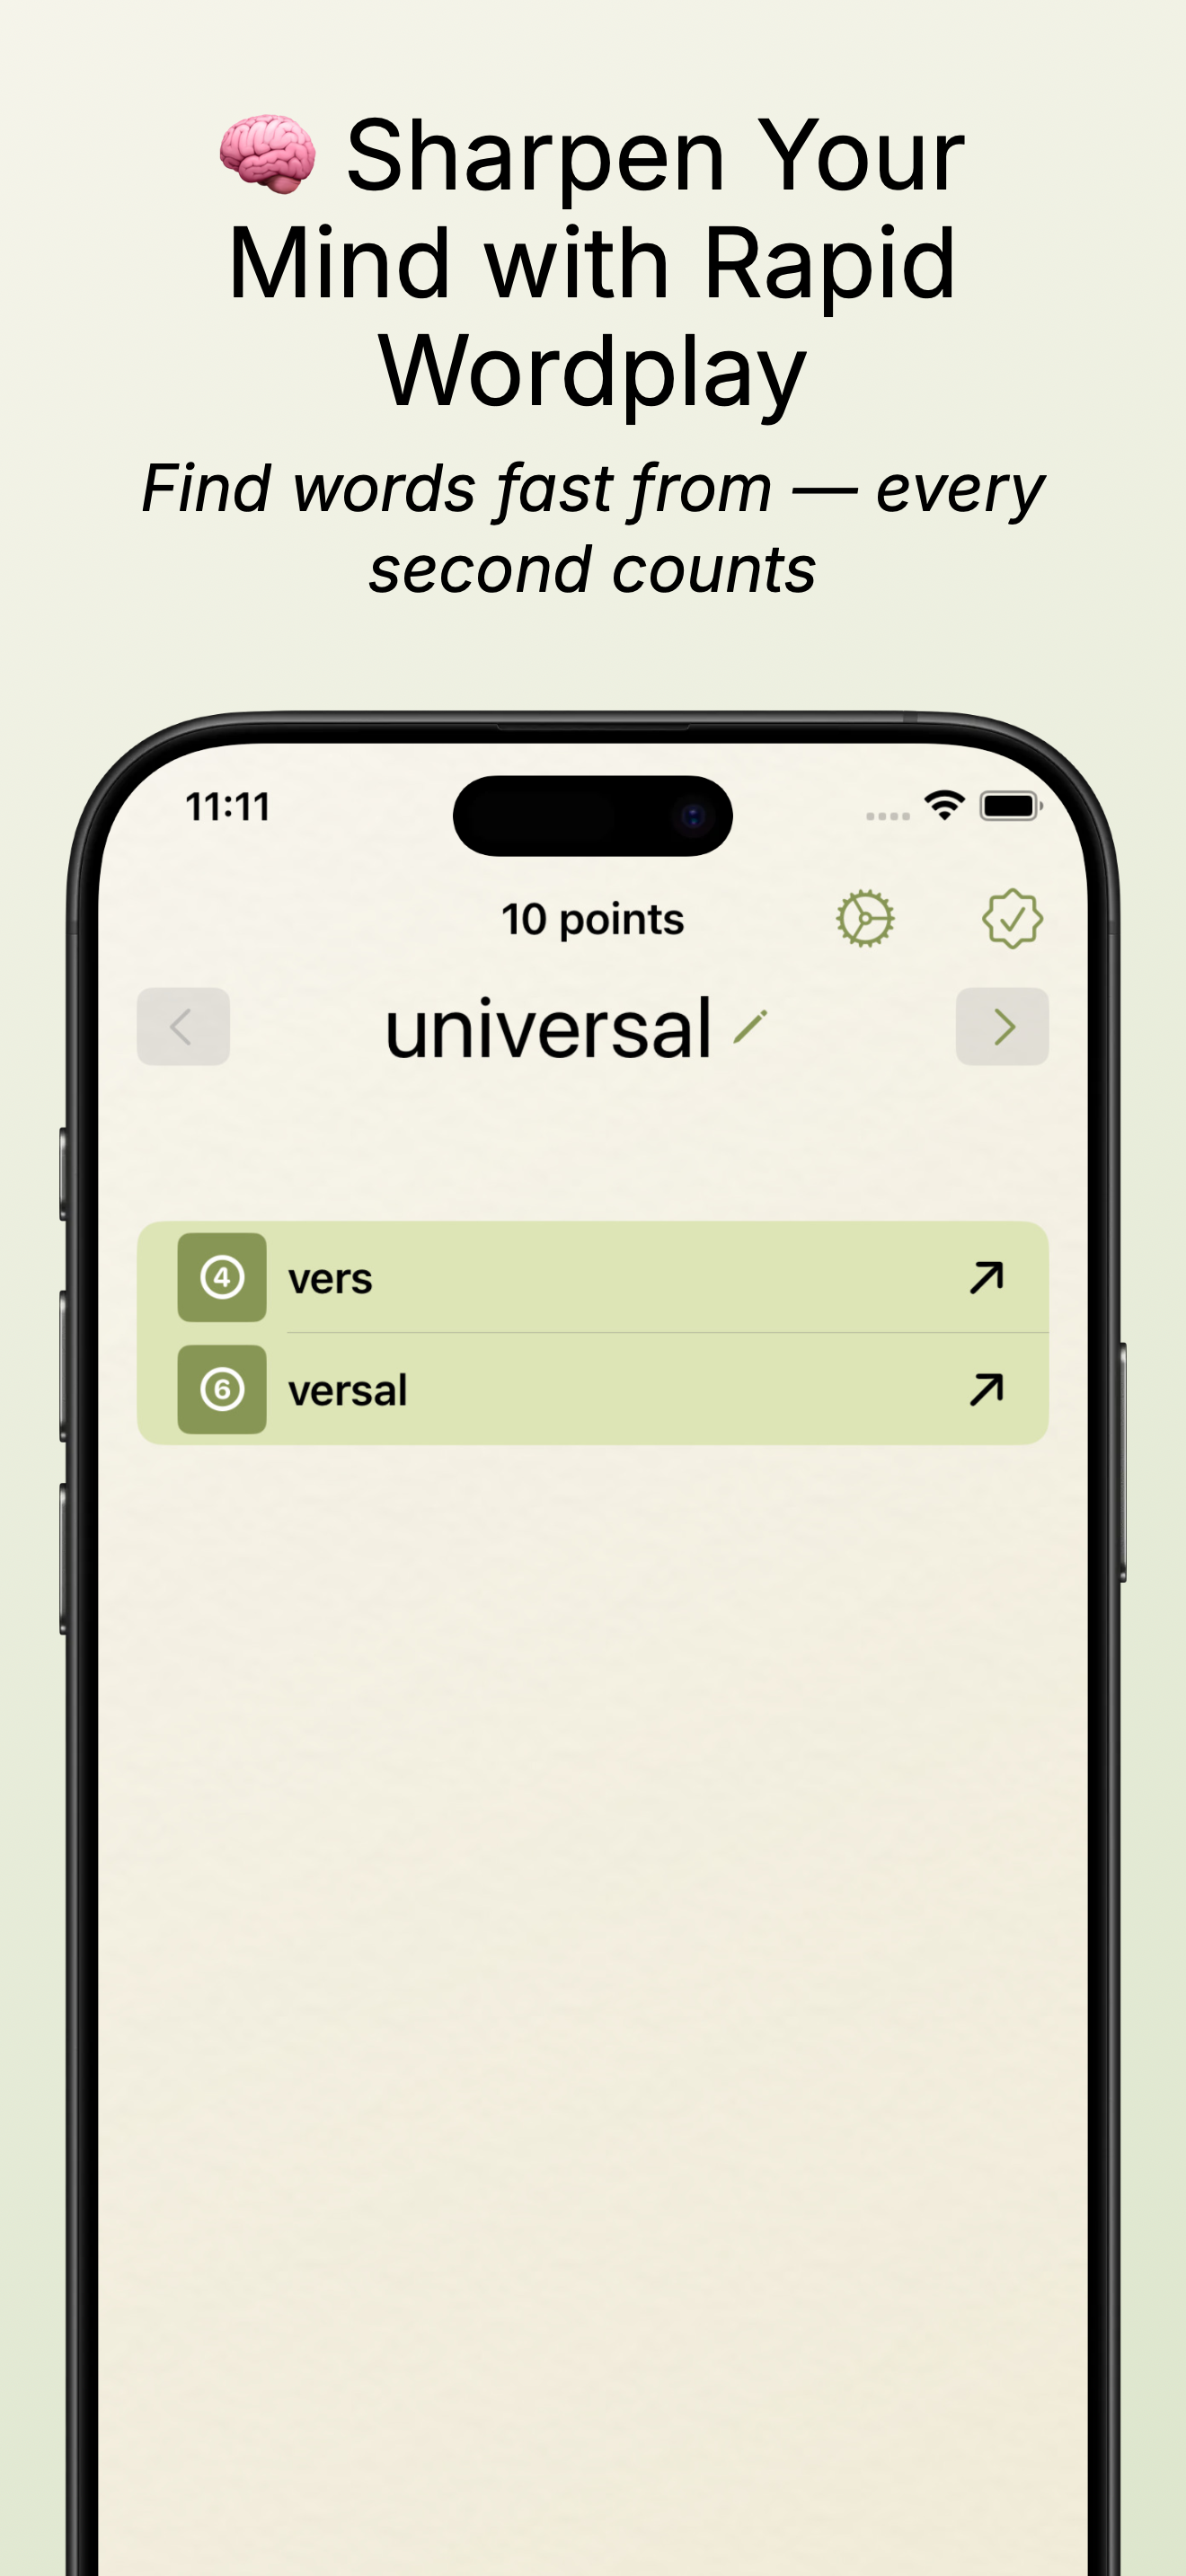 🧠 Sharpen Your
Mind with Rapid
Wordplay
Find words fast from — every
second counts
11:11
10 points
universal
4 vers
6 versal